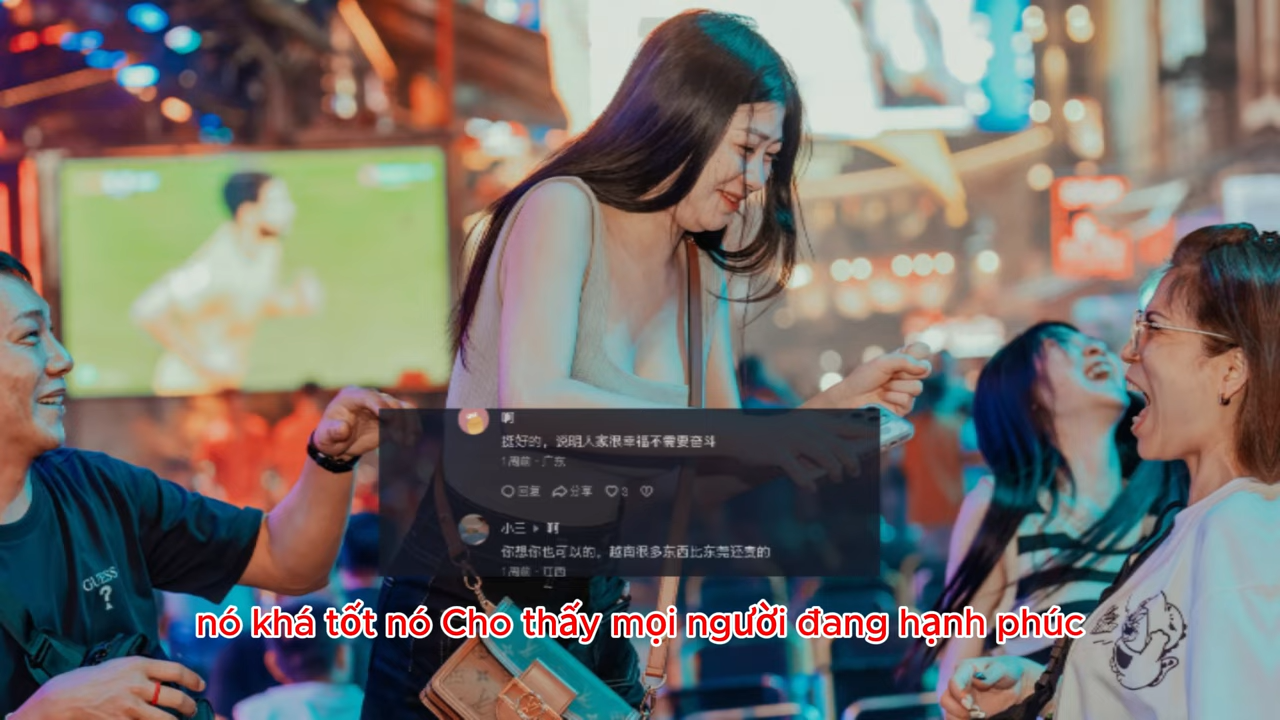 啊
挺好的，说明人家很幸福不需要奋斗
1周前 · 广东
回复 分享 3
小三 ▸ 啊
你想你也可以的，越南很多东西比东莞还贵的
1周前 · 江西
GUESS
?
nó khá tốt nó Cho thấy mọi người đang hạnh phúc